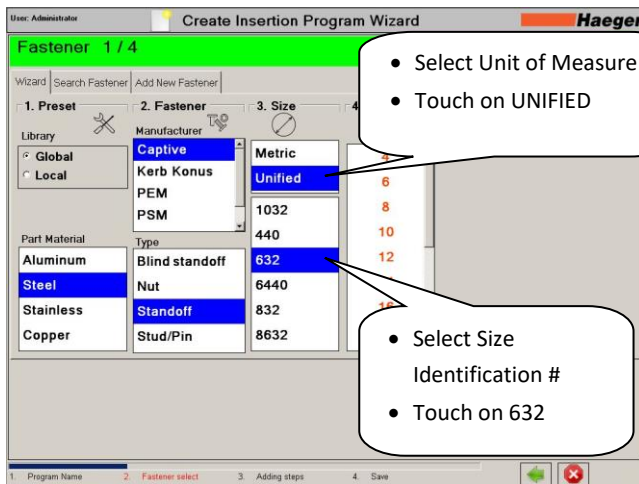 User: Administrator
Create Insertion Program Wizard
Haeger
Fastener 1 / 4
Wizard
Search Fastener
Add New Fastener
1. Preset
2. Fastener
3. Size
4
Library
Global
Local
Manufacturer
Captive
Kerb Konus
PEM
PSM
Metric
Unified
Part Material
Aluminum
Steel
Stainless
Copper
Type
Blind standoff
Nut
Standoff
Stud/Pin
1032
440
632
6440
832
8632
6
8
10
12
• Select Unit of Measure
• Touch on UNIFIED
• Select Size
Identification #
• Touch on 632
1. Program Name
2. Fastener select
3. Adding steps
4. Save